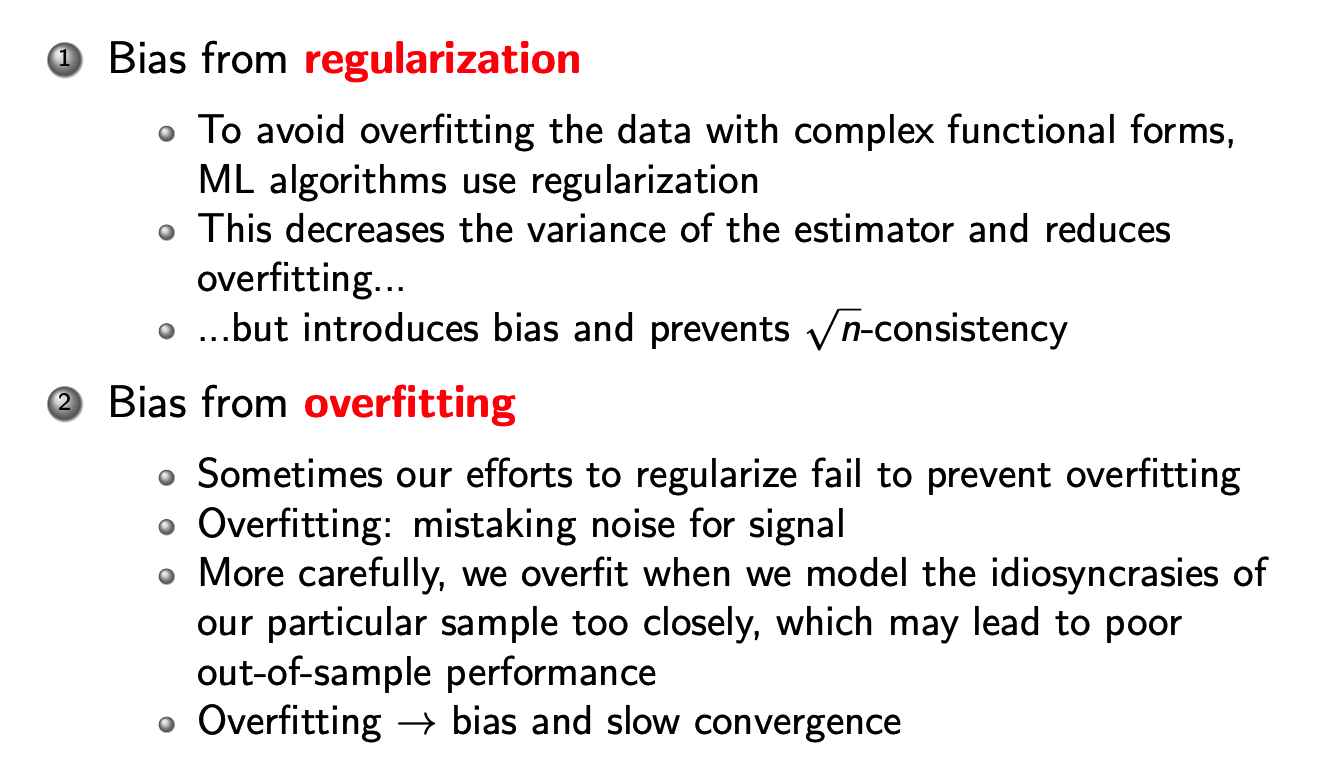 1 Bias from regularization
To avoid overfitting the data with complex functional forms,
ML algorithms use regularization
This decreases the variance of the estimator and reduces
overfitting...
...but introduces bias and prevents √n-consistency
2 Bias from overfitting
Sometimes our efforts to regularize fail to prevent overfitting
Overfitting: mistaking noise for signal
More carefully, we overfit when we model the idiosyncrasies of
our particular sample too closely, which may lead to poor
out-of-sample performance
Overfitting → bias and slow convergence